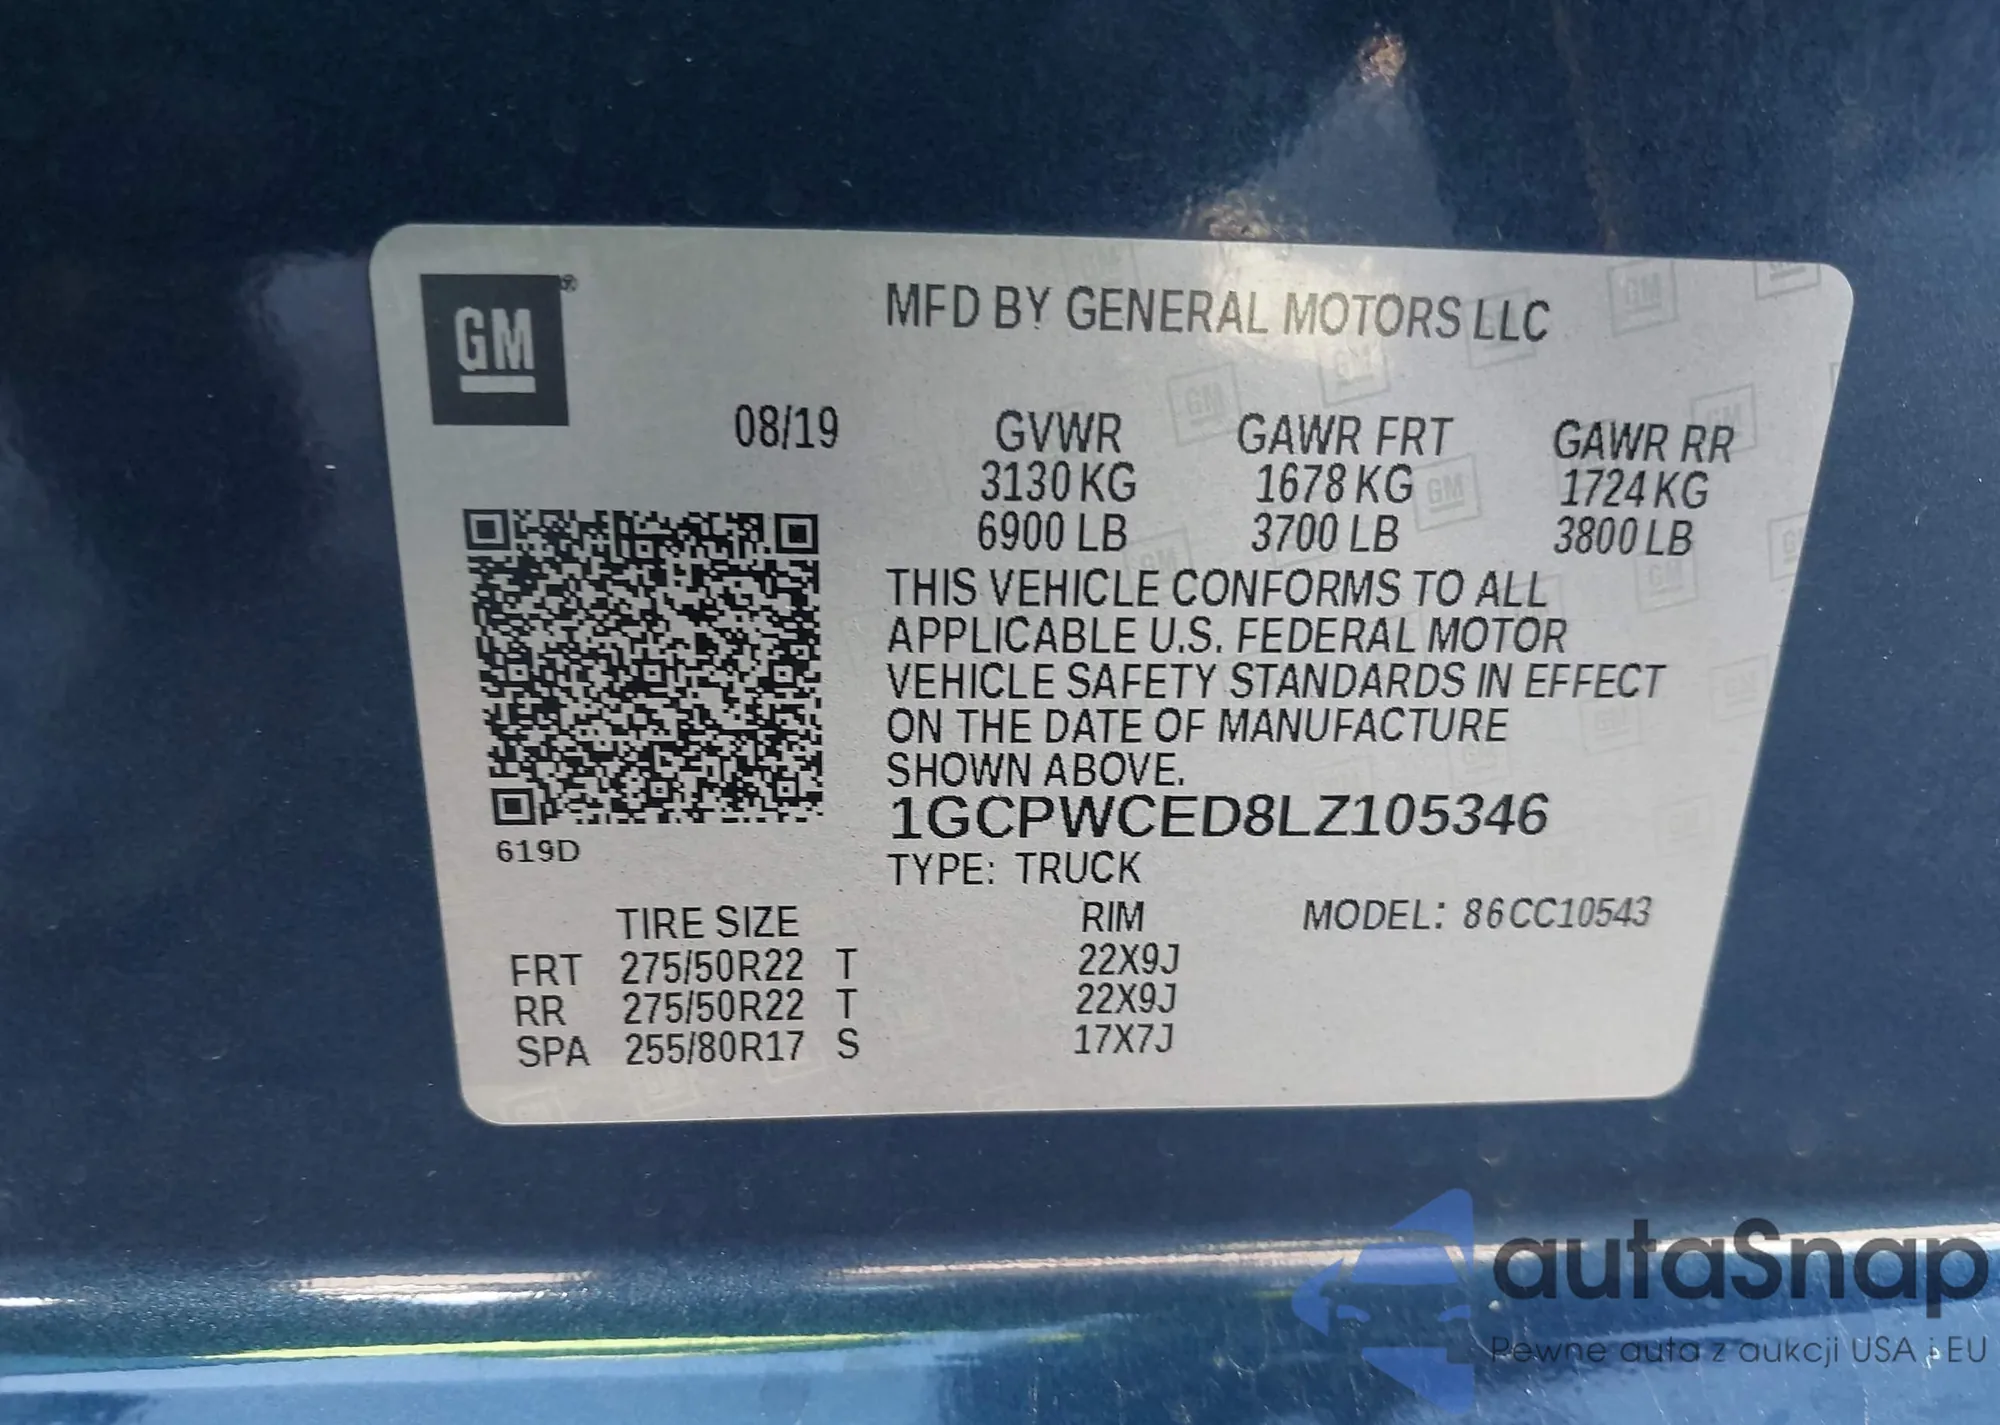 GM
MFD BY GENERAL MOTORS LLC
08/19
GVWR GAWR FRT GAWR RR
3130 KG 1678 KG 1724 KG
6900 LB 3700 LB 3800 LB
THIS VEHICLE CONFORMS TO ALL
APPLICABLE U.S. FEDERAL MOTOR
VEHICLE SAFETY STANDARDS IN EFFECT
ON THE DATE OF MANUFACTURE
SHOWN ABOVE.
1GCPWCED8LZ105346
619D
TYPE: TRUCK
TIRE SIZE RIM MODEL: 86CC10543
FRT 275/50R22 T 22X9J
RR 275/50R22 T 22X9J
SPA 255/80R17 S 17X7J
autaSnap
Pewne auta z aukcji USA i EU